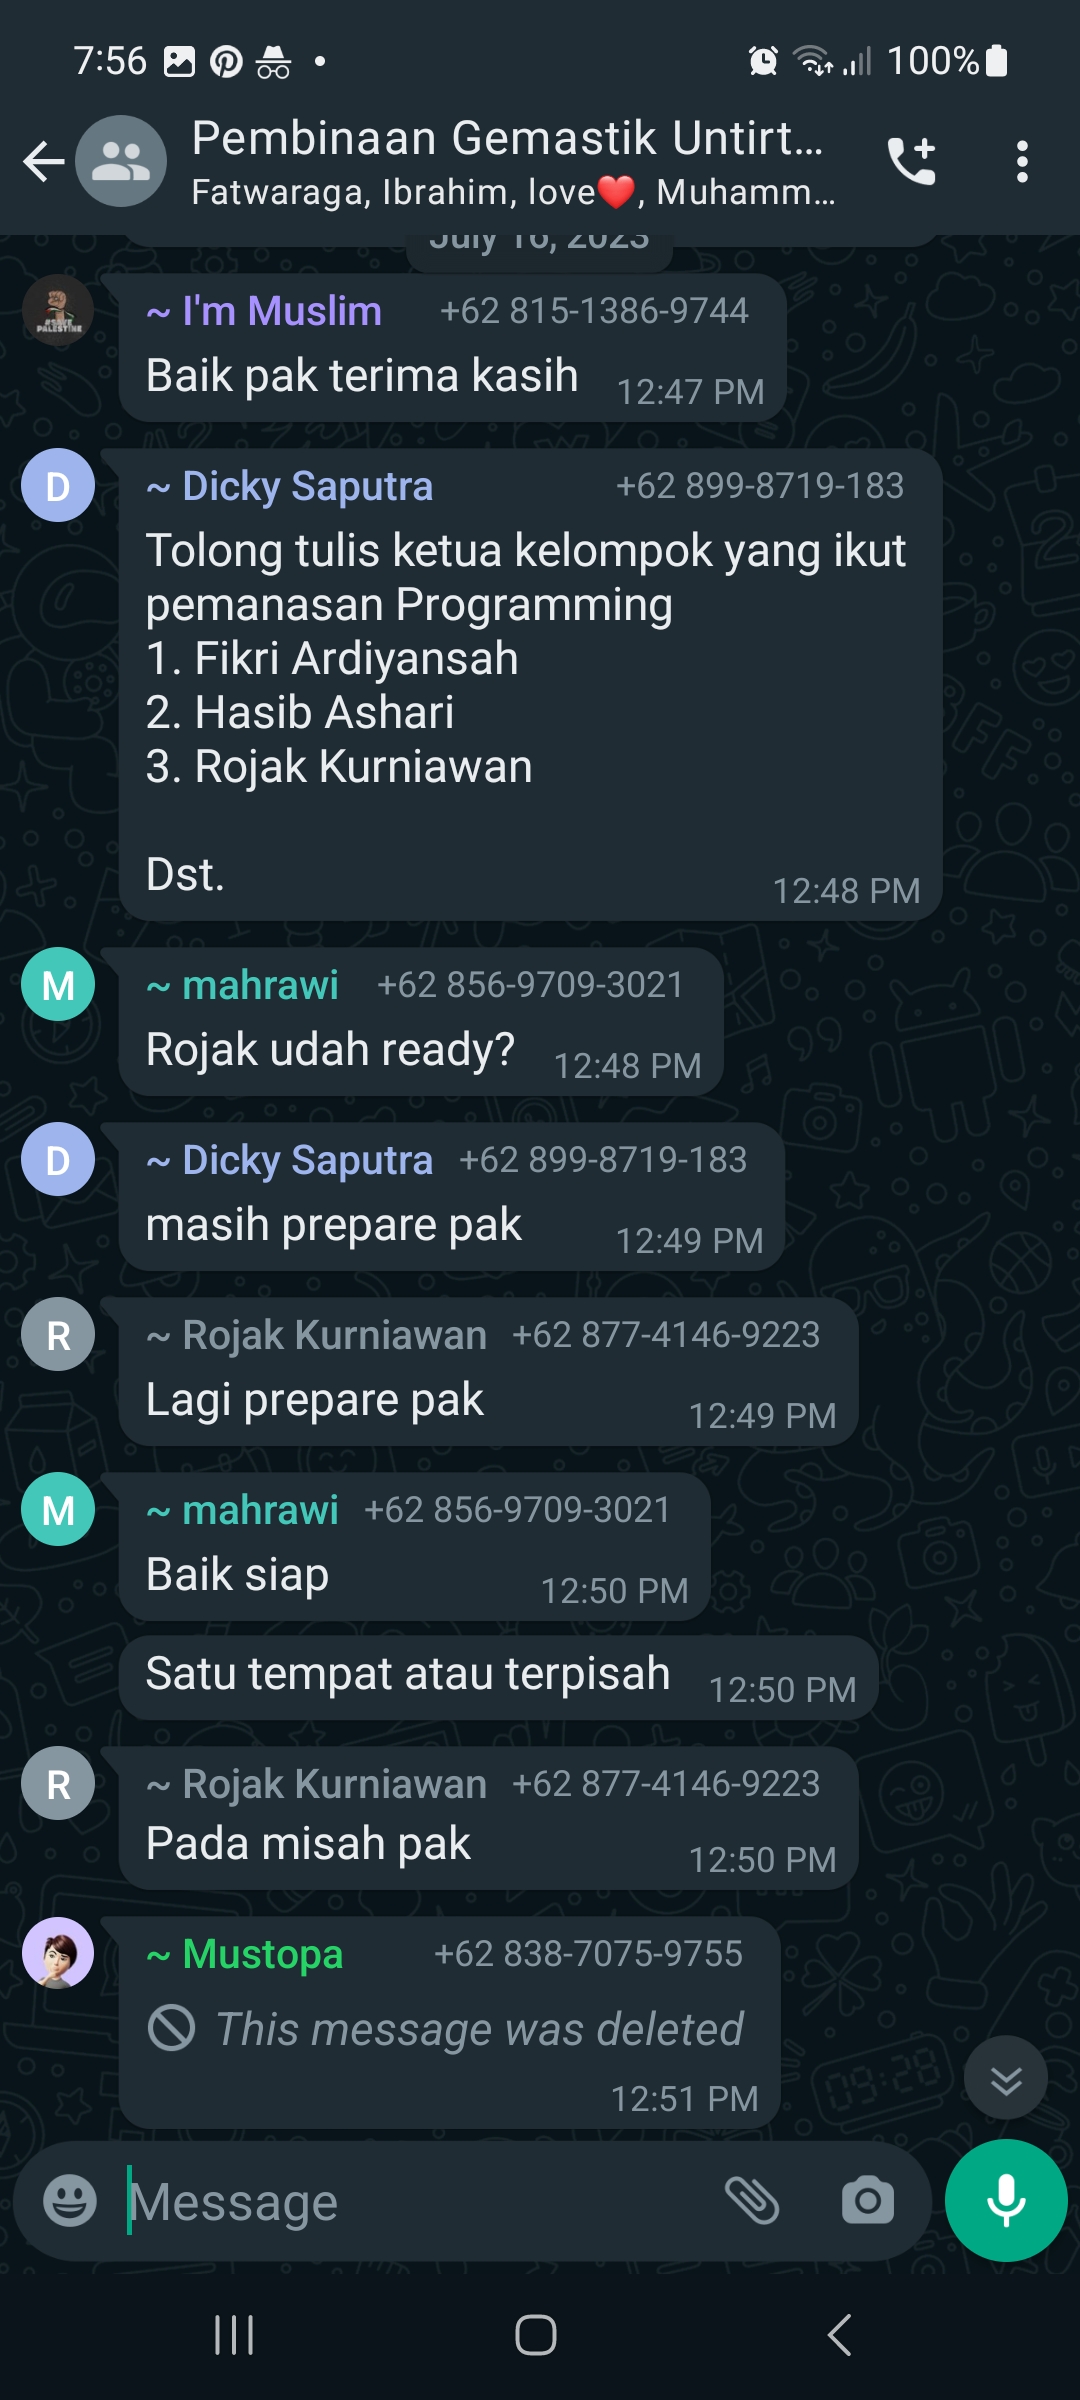 7:56
100%
Pembinaan Gemastik Untirt...
Fatwaraga, Ibrahim, love❤️, Muhamm...
July 16, 2023
#SAVE
PALESTINE
~ I'm Muslim +62 815-1386-9744
Baik pak terima kasih 12:47 PM
D
~ Dicky Saputra +62 899-8719-183
Tolong tulis ketua kelompok yang ikut
pemanasan Programming
1. Fikri Ardiyansah
2. Hasib Ashari
3. Rojak Kurniawan
Dst.
12:48 PM
M
~ mahrawi +62 856-9709-3021
Rojak udah ready? 12:48 PM
D
~ Dicky Saputra +62 899-8719-183
masih prepare pak 12:49 PM
R
~ Rojak Kurniawan +62 877-4146-9223
Lagi prepare pak 12:49 PM
M
~ mahrawi +62 856-9709-3021
Baik siap 12:50 PM
Satu tempat atau terpisah 12:50 PM
R
~ Rojak Kurniawan +62 877-4146-9223
Pada misah pak 12:50 PM
~ Mustopa +62 838-7075-9755
This message was deleted
12:51 PM
Message